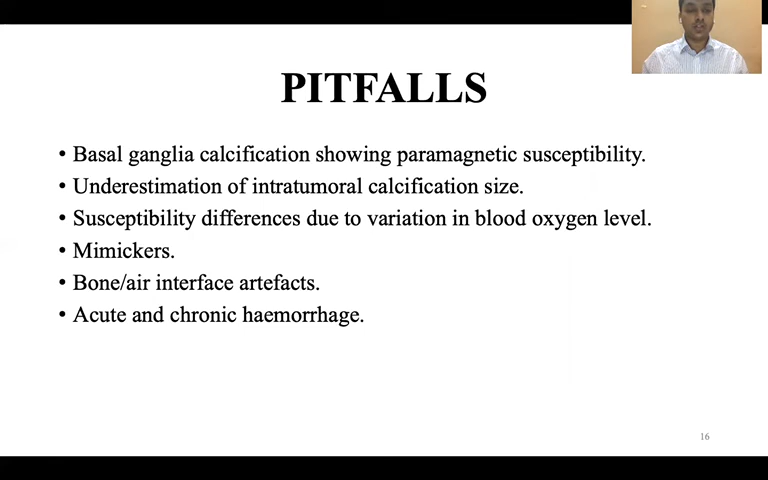 PITFALLS
• Basal ganglia calcification showing paramagnetic susceptibility.
• Underestimation of intratumoral calcification size.
• Susceptibility differences due to variation in blood oxygen level.
• Mimickers.
• Bone/air interface artefacts.
• Acute and chronic haemorrhage.
16